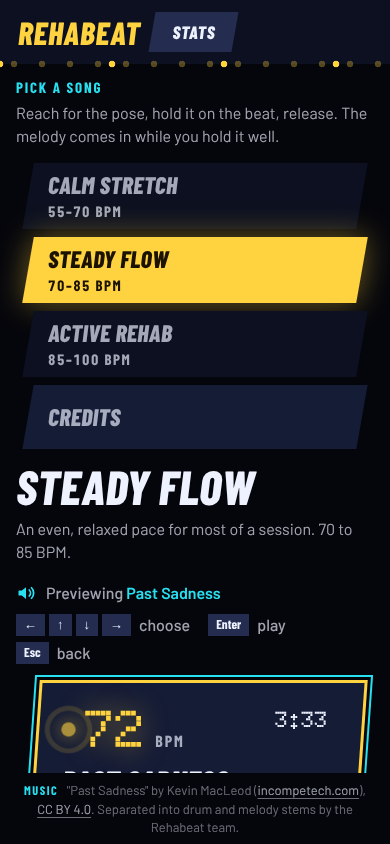 REHABEAT STATS
PICK A SONG
Reach for the pose, hold it on the beat, release. The
melody comes in while you hold it well.
CALM STRETCH
55-70 BPM
STEADY FLOW
70-85 BPM
ACTIVE REHAB
85-100 BPM
CREDITS
STEADY FLOW
An even, relaxed pace for most of a session. 70 to
85 BPM.
Previewing Past Sadness
← ↑ ↓ → choose Enter play
Esc back
72 BPM 3:33
PAST SADNESS
MUSIC "Past Sadness" by Kevin MacLeod (incompetech.com),
CC BY 4.0. Separated into drum and melody stems by the
Rehabeat team.